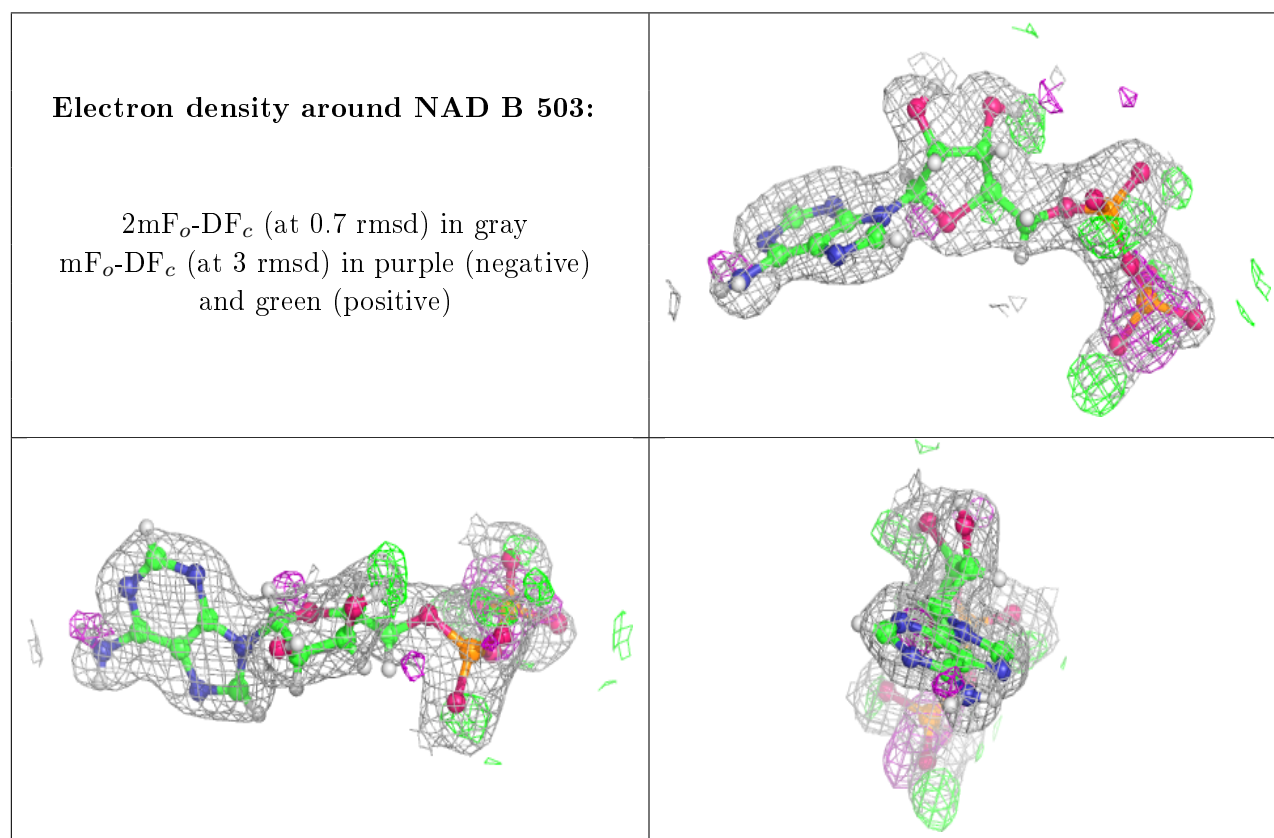 Electron density around NAD B 503:
2mFₒ-DF𝒸 (at 0.7 rmsd) in gray
mFₒ-DF𝒸 (at 3 rmsd) in purple (negative)
and green (positive)